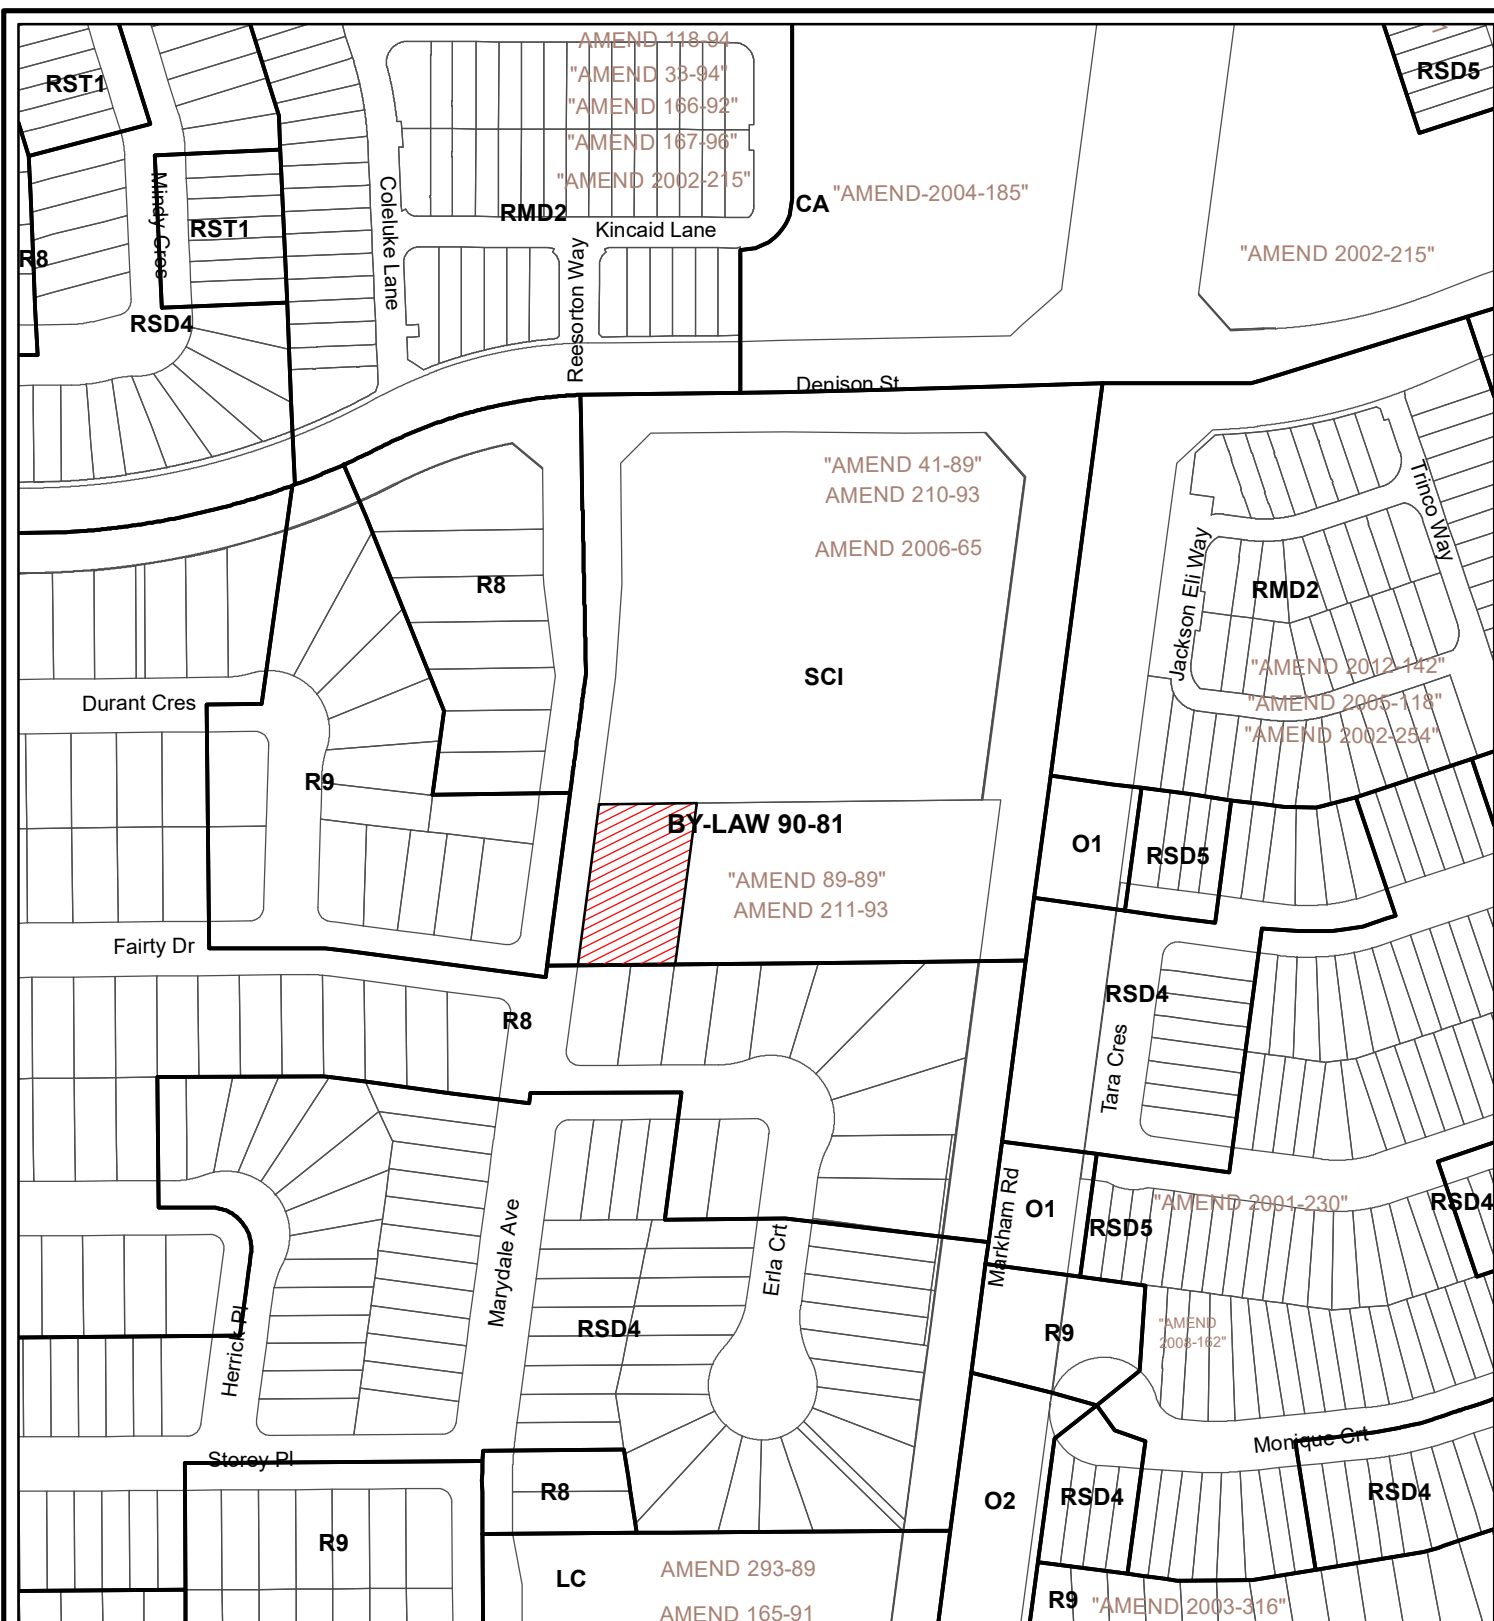 AMEND 118-94
"AMEND 33-94"
"AMEND 166-92"
"AMEND 167-96"
"AMEND 2002-215"
RST1
RSD5
Mindy Cres
RST1
R8
RSD4
Coleluke Lane
RMD2
Kincaid Lane
Reesorton Way
CA
"AMEND-2004-185"
"AMEND 2002-215"
Denison St
"AMEND 41-89"
AMEND 210-93
AMEND 2006-65
SCI
R8
Trinco Way
Jackson Eli Way
RMD2
"AMEND 2012-142"
"AMEND 2005-118"
"AMEND 2002-254"
Durant Cres
R9
BY-LAW 90-81
"AMEND 89-89"
AMEND 211-93
O1
RSD5
Fairty Dr
R8
RSD4
Tara Cres
Markham Rd
O1
RSD5
"AMEND 2001-230"
RSD4
Marydale Ave
Erla Crt
Herrick Pl
RSD4
R9
"AMEND
2008-162"
Monique Crt
Storey Pl
R8
R9
O2
RSD4
RSD4
LC
AMEND 293-89
AMEND 165-91
R9
"AMEND 2003-316"